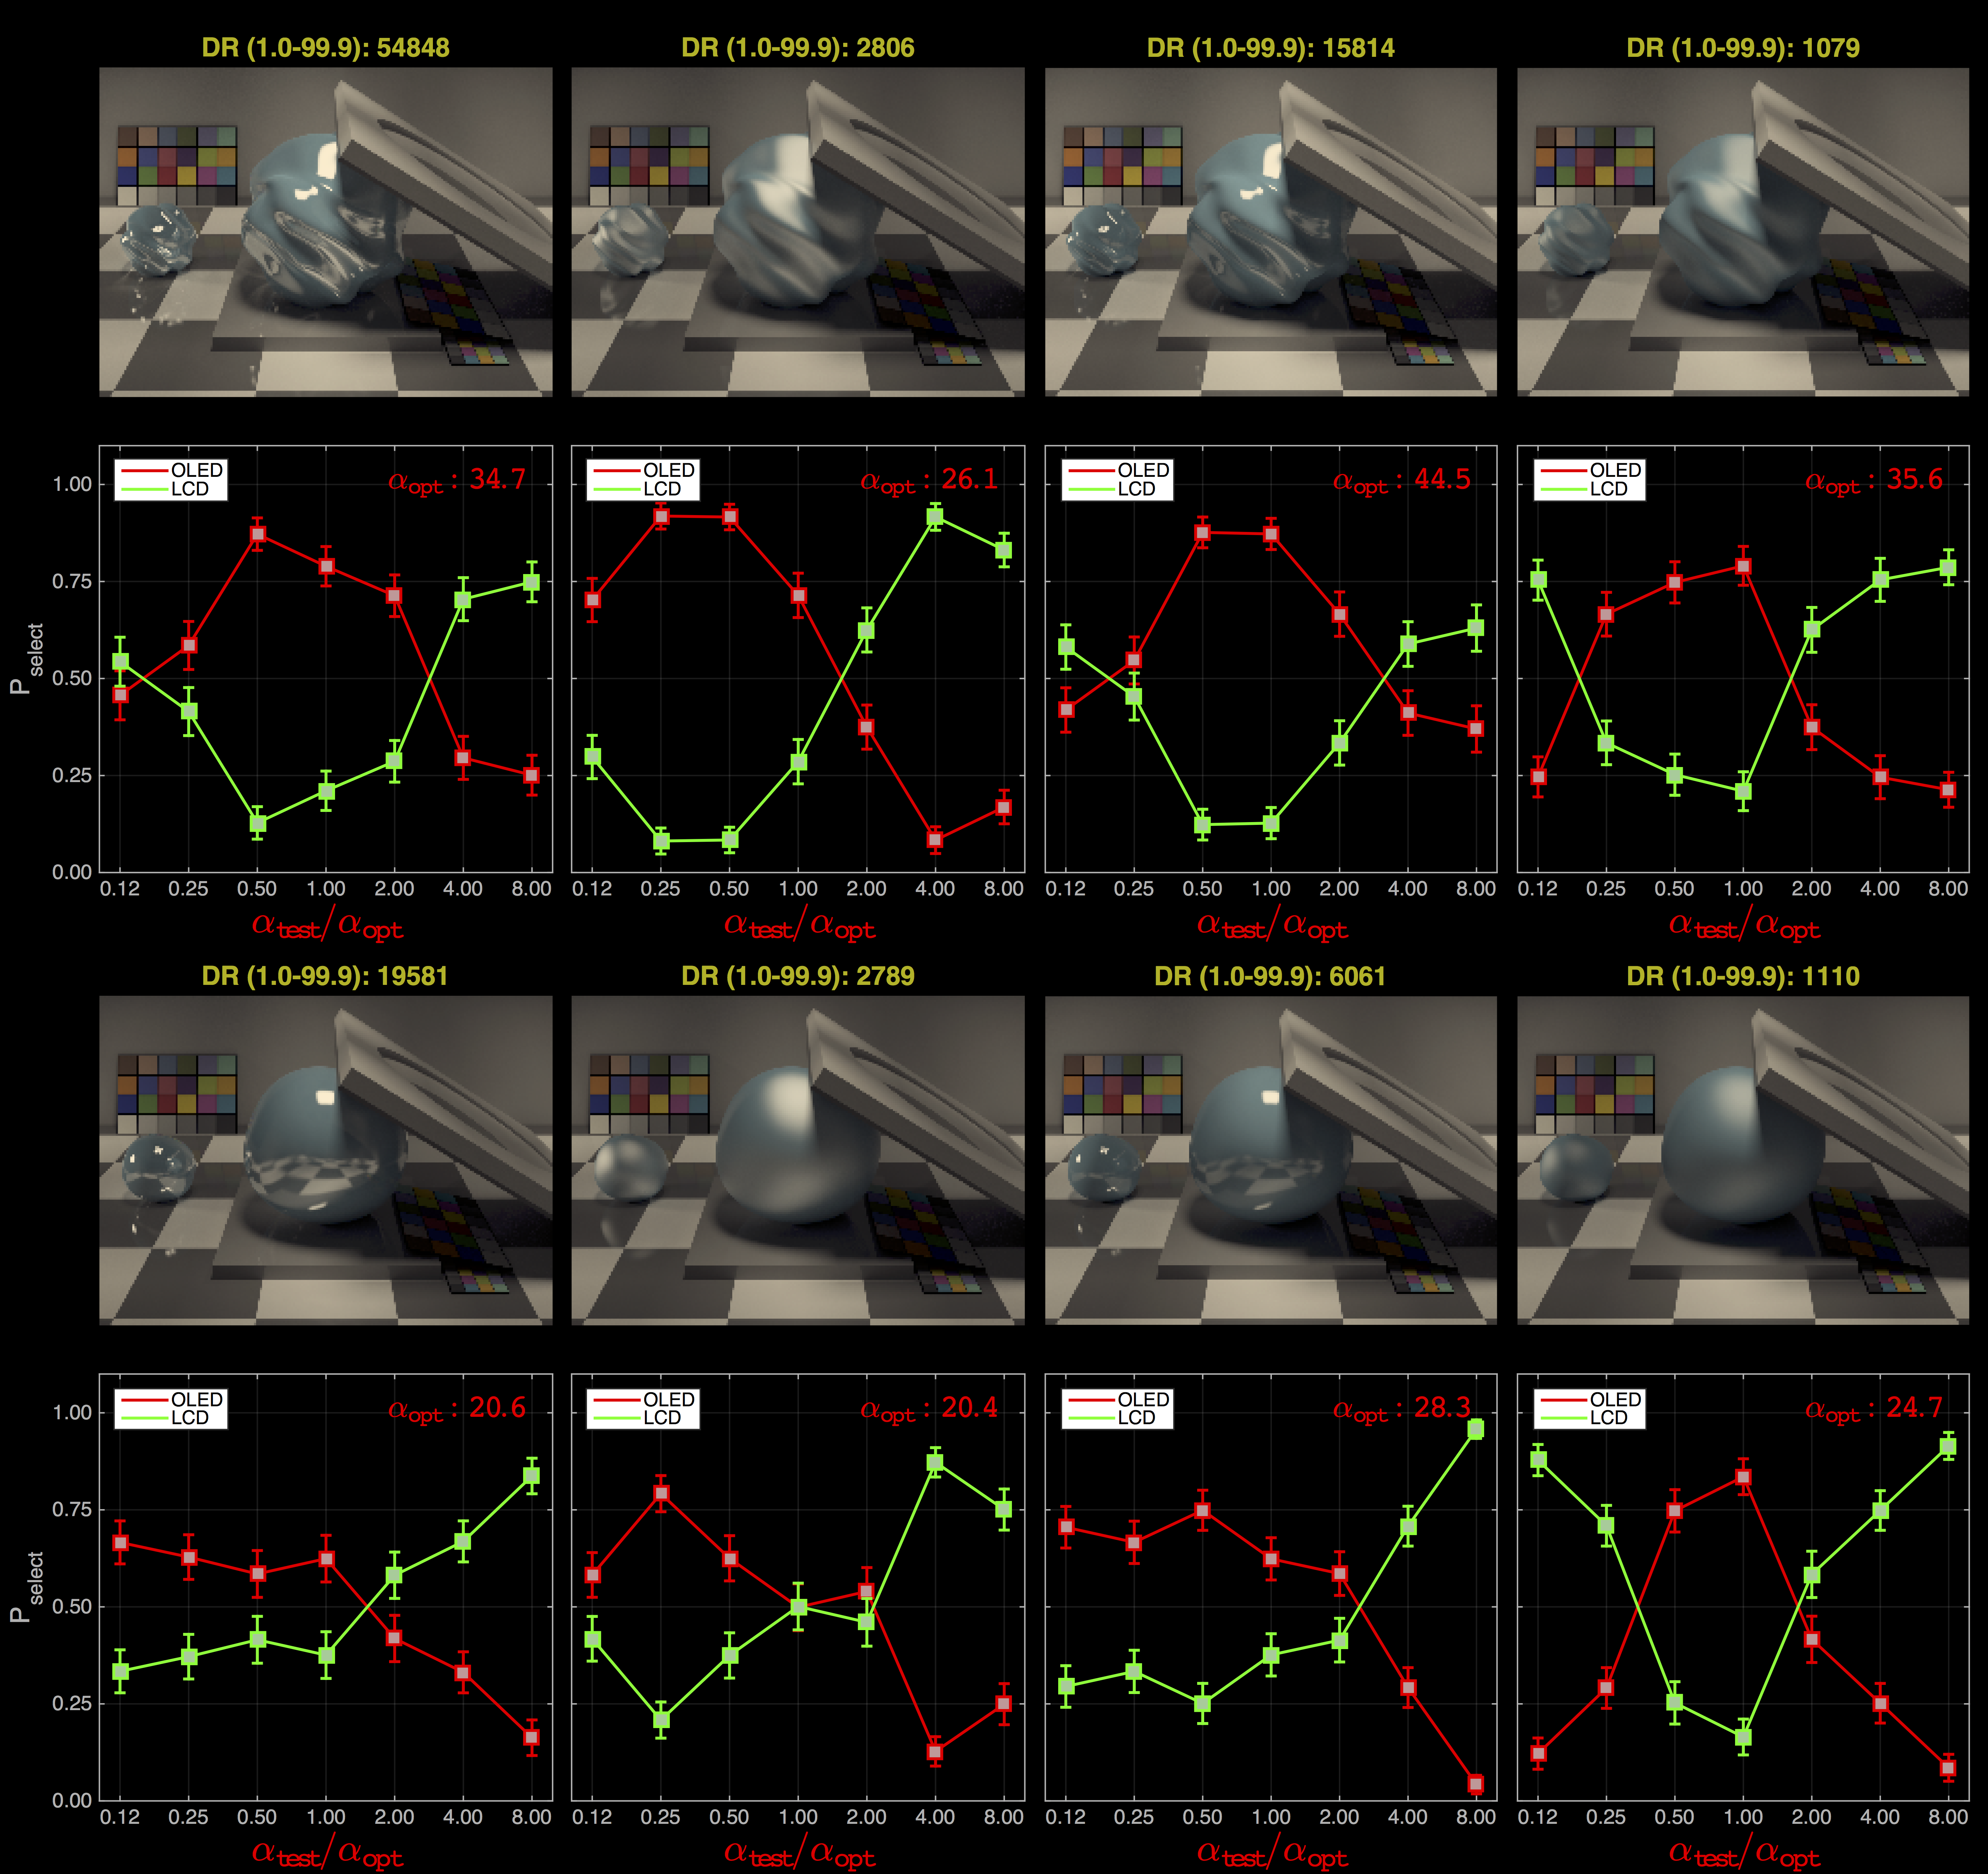 DR (1.0-99.9): 54848
DR (1.0-99.9): 2806
DR (1.0-99.9): 15814
DR (1.0-99.9): 1079
OLED
LCD
αopt : 34.7
OLED
LCD
αopt : 26.1
OLED
LCD
αopt : 44.5
OLED
LCD
αopt : 35.6
1.00
0.75
0.50
0.25
0.00
Pselect
0.12 0.25 0.50 1.00 2.00 4.00 8.00
0.12 0.25 0.50 1.00 2.00 4.00 8.00
0.12 0.25 0.50 1.00 2.00 4.00 8.00
0.12 0.25 0.50 1.00 2.00 4.00 8.00
αtest/αopt
αtest/αopt
αtest/αopt
αtest/αopt
DR (1.0-99.9): 19581
DR (1.0-99.9): 2789
DR (1.0-99.9): 6061
DR (1.0-99.9): 1110
OLED
LCD
αopt : 20.6
OLED
LCD
αopt : 20.4
OLED
LCD
αopt : 28.3
OLED
LCD
αopt : 24.7
1.00
0.75
0.50
0.25
0.00
Pselect
0.12 0.25 0.50 1.00 2.00 4.00 8.00
0.12 0.25 0.50 1.00 2.00 4.00 8.00
0.12 0.25 0.50 1.00 2.00 4.00 8.00
0.12 0.25 0.50 1.00 2.00 4.00 8.00
αtest/αopt
αtest/αopt
αtest/αopt
αtest/αopt